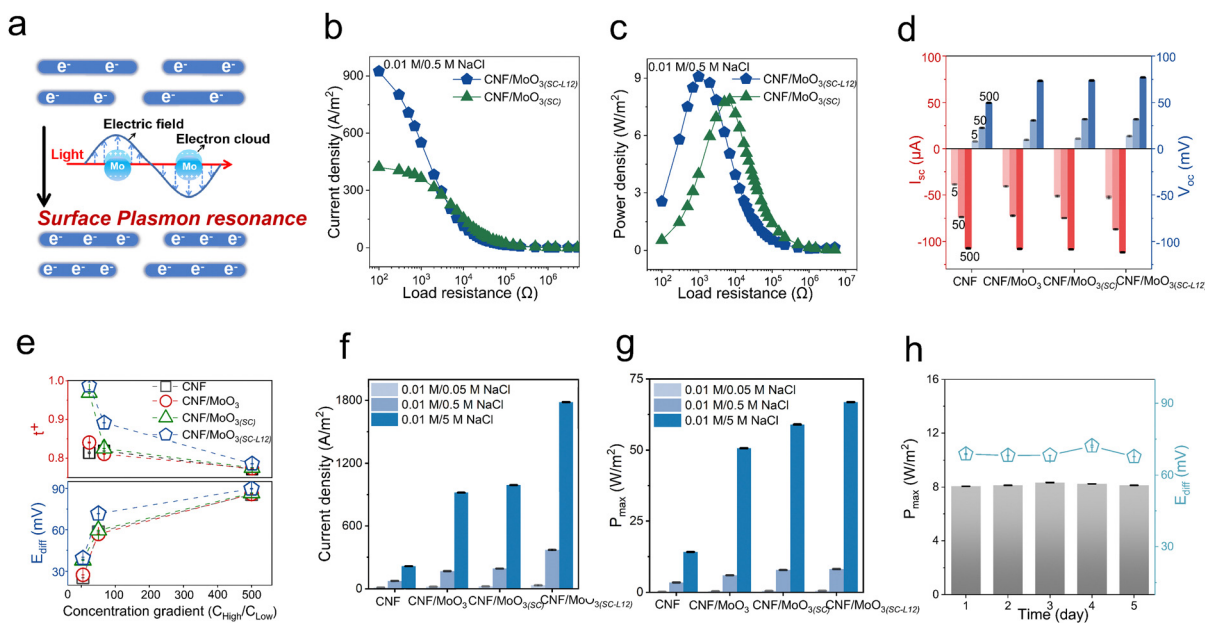 a
e- e- e- e-
e- e- e- e-
Electric field
Electron cloud
Light
Mo Mo
Surface Plasmon resonance
e- e- e- e- e- e-
e- e- e- e- e-
b
0.01 M/0.5 M NaCl
CNF/MoO3(SC-L12)
CNF/MoO3(SC)
Current density (A/m2)
900
600
300
0
10^2 10^3 10^4 10^5 10^6
Load resistance (Ω)
c
0.01 M/0.5 M NaCl
CNF/MoO3(SC-L12)
CNF/MoO3(SC)
Power density (W/m2)
9
6
3
0
10^2 10^3 10^4 10^5 10^6 10^7
Load resistance (Ω)
d
Isc (μA)
100
75
50
25
0
-25
-50
-75
-100
5
50
500
5
50
500
100
75
50
25
0
-25
-50
-75
-100
Voc (mV)
CNF CNF/MoO3 CNF/MoO3(SC) CNF/MoO3(SC-L12)
e
t+
1.0
0.9
0.8
CNF
CNF/MoO3
CNF/MoO3(SC)
CNF/MoO3(SC-L12)
Ediff (mV)
90
60
30
0 100 200 300 400 500
Concentration gradient (CHigh/CLow)
f
0.01 M/0.05 M NaCl
0.01 M/0.5 M NaCl
0.01 M/5 M NaCl
Current density (A/m2)
1800
1350
900
450
0
CNF CNF/MoO3 CNF/MoO3(SC) CNF/MoO3(SC-L12)
g
0.01 M/0.05 M NaCl
0.01 M/0.5 M NaCl
0.01 M/5 M NaCl
Pmax (W/m2)
75
50
25
0
CNF CNF/MoO3 CNF/MoO3(SC) CNF/MoO3(SC-L12)
h
Pmax (W/m2)
16
12
8
4
0
90
60
30
Ediff (mV)
1 2 3 4 5
Time (day)